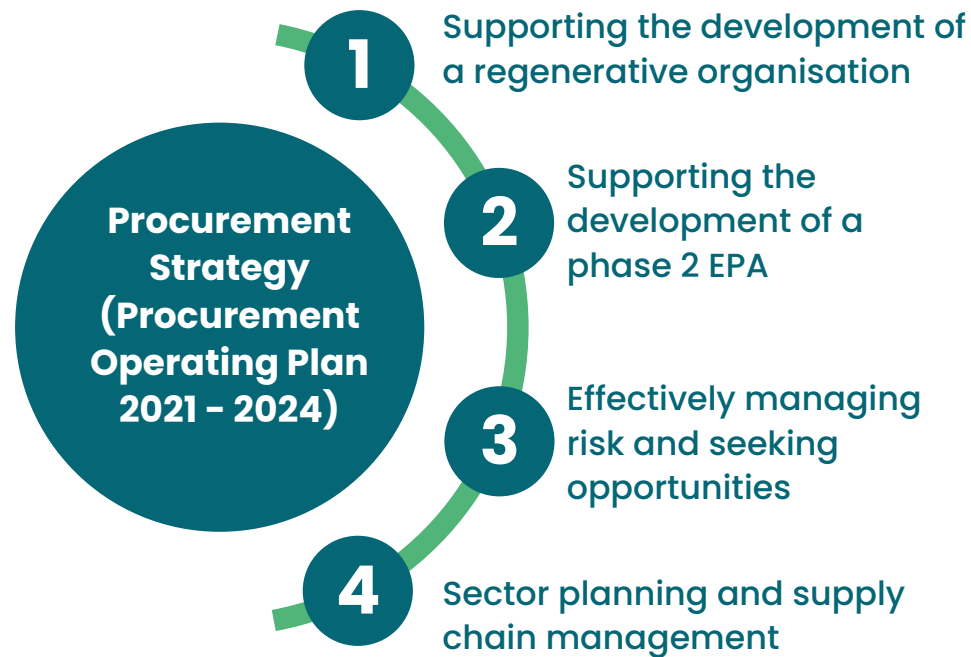 Procurement
Strategy
(Procurement
Operating Plan
2021 – 2024)
1
Supporting the development of
a regenerative organisation
2
Supporting the
development of a
phase 2 EPA
3
Effectively managing
risk and seeking
opportunities
4
Sector planning and supply
chain management